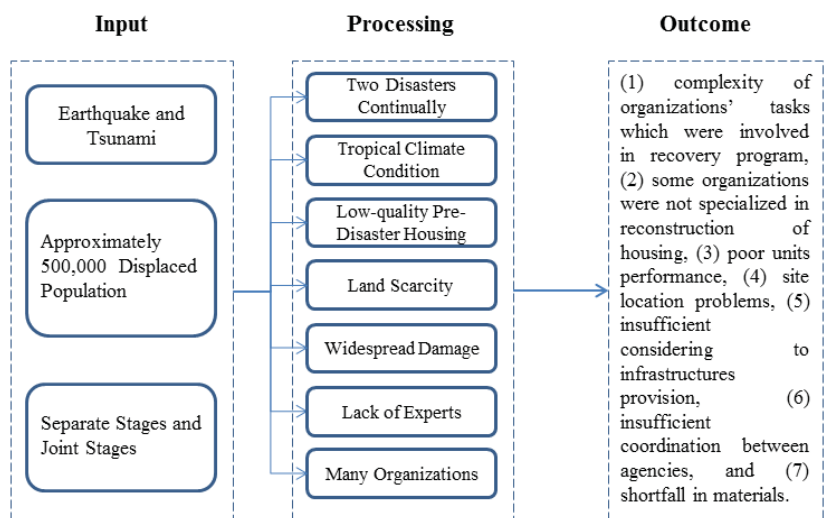 Input
Processing
Outcome
Earthquake and
Tsunami
Approximately
500,000 Displaced
Population
Separate Stages and
Joint Stages
Two Disasters
Continually
Tropical Climate
Condition
Low-quality Pre-
Disaster Housing
Land Scarcity
Widespread Damage
Lack of Experts
Many Organizations
(1) complexity of
organizations’ tasks
which were involved
in recovery program,
(2) some organizations
were not specialized in
reconstruction of
housing, (3) poor units
performance, (4) site
location problems, (5)
insufficient
considering to
infrastructures
provision, (6)
insufficient
coordination between
agencies, and (7)
shortfall in materials.